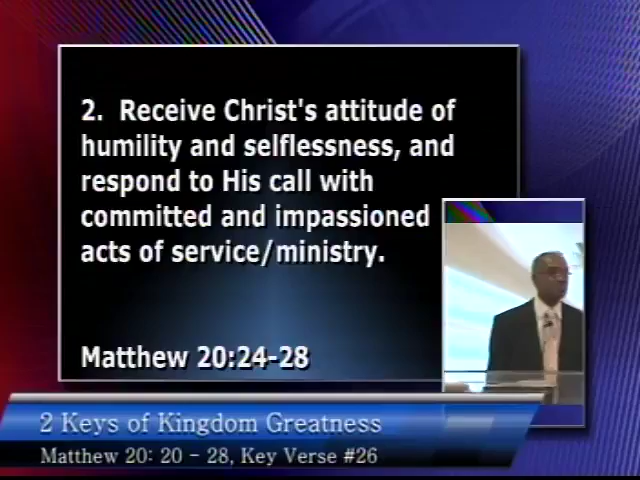 2. Receive Christ's attitude of
humility and selflessness, and
respond to His call with
committed and impassioned
acts of service/ministry.
Matthew 20:24-28
2 Keys of Kingdom Greatness
Matthew 20: 20 - 28, Key Verse #26